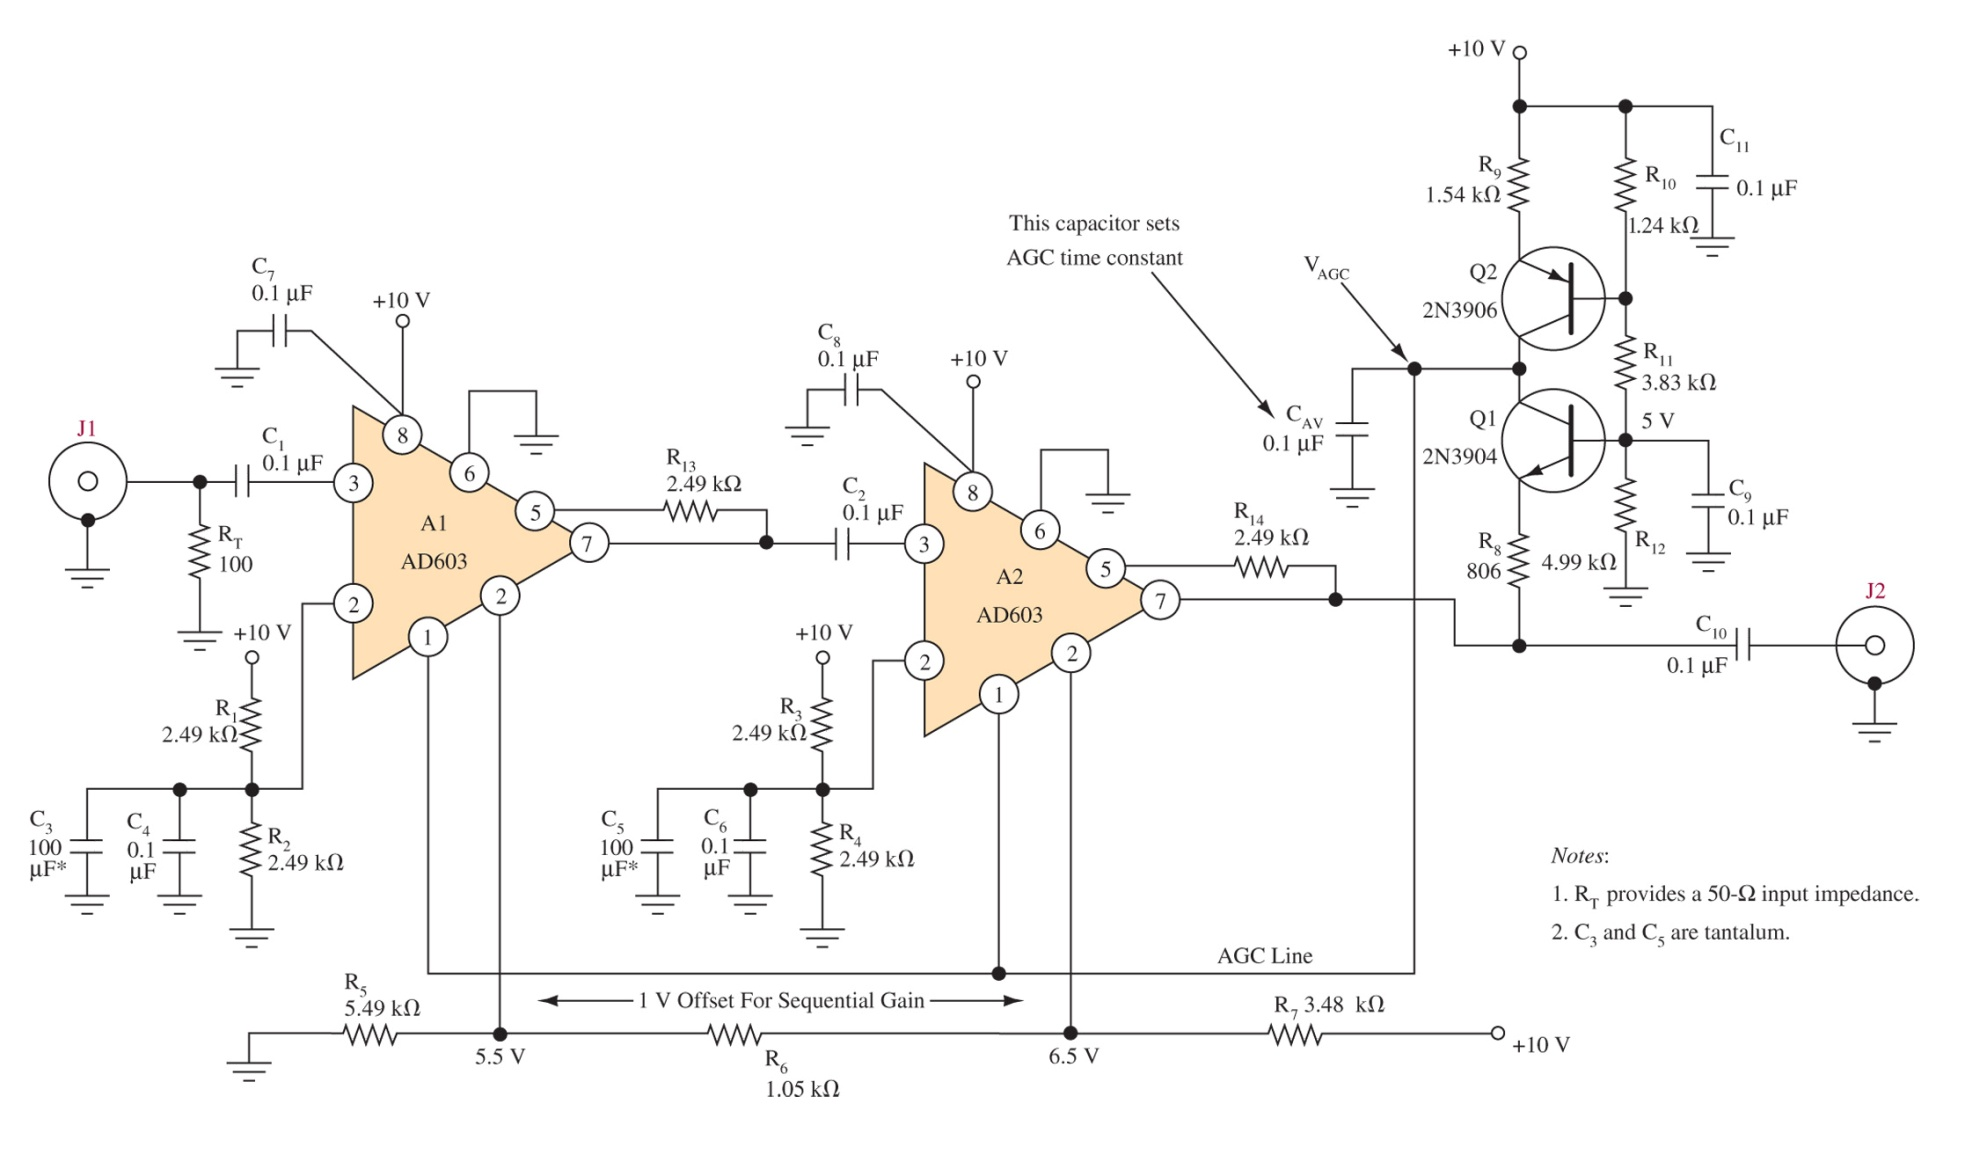 +10 V
C11
0.1 µF
R9
1.54 kΩ
R10
1.24 kΩ
This capacitor sets
AGC time constant
VAGC
Q2
2N3906
C7
0.1 µF
+10 V
C8
0.1 µF
+10 V
R11
3.83 kΩ
CAV
0.1 µF
Q1
2N3904
5 V
J1
C1
0.1 µF
3
8
6
5
7
2
1
2
A1
AD603
R13
2.49 kΩ
C2
0.1 µF
3
8
6
5
7
2
1
2
A2
AD603
R14
2.49 kΩ
C9
0.1 µF
R8
806
4.99 kΩ
R12
RT
100
J2
C10
0.1 µF
+10 V
R1
2.49 kΩ
+10 V
R3
2.49 kΩ
C3
100
µF*
C4
0.1
µF
R2
2.49 kΩ
C5
100
µF*
C6
0.1
µF
R4
2.49 kΩ
Notes:
1. RT provides a 50-Ω input impedance.
2. C3 and C5 are tantalum.
AGC Line
R5
5.49 kΩ
1 V Offset For Sequential Gain
R7 3.48 kΩ
5.5 V
R6
1.05 kΩ
6.5 V
+10 V